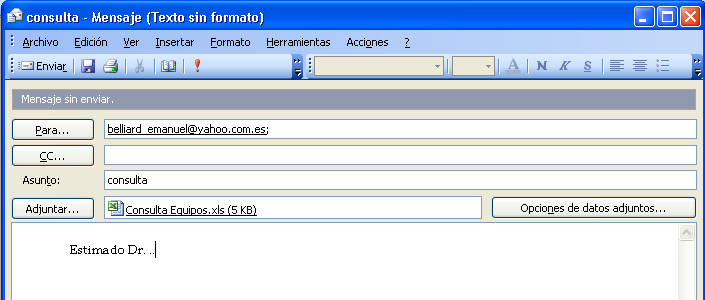 consulta - Mensaje (Texto sin formato)
Archivo Edición Ver Insertar Formato Herramientas Acciones ?
Enviar N K S
Mensaje sin enviar.
Para... belliard_emanuel@yahoo.com.es;
CC...
Asunto: consulta
Adjuntar... Consulta Equipos.xls (5 KB) Opciones de datos adjuntos...
Estimado Dr. ..